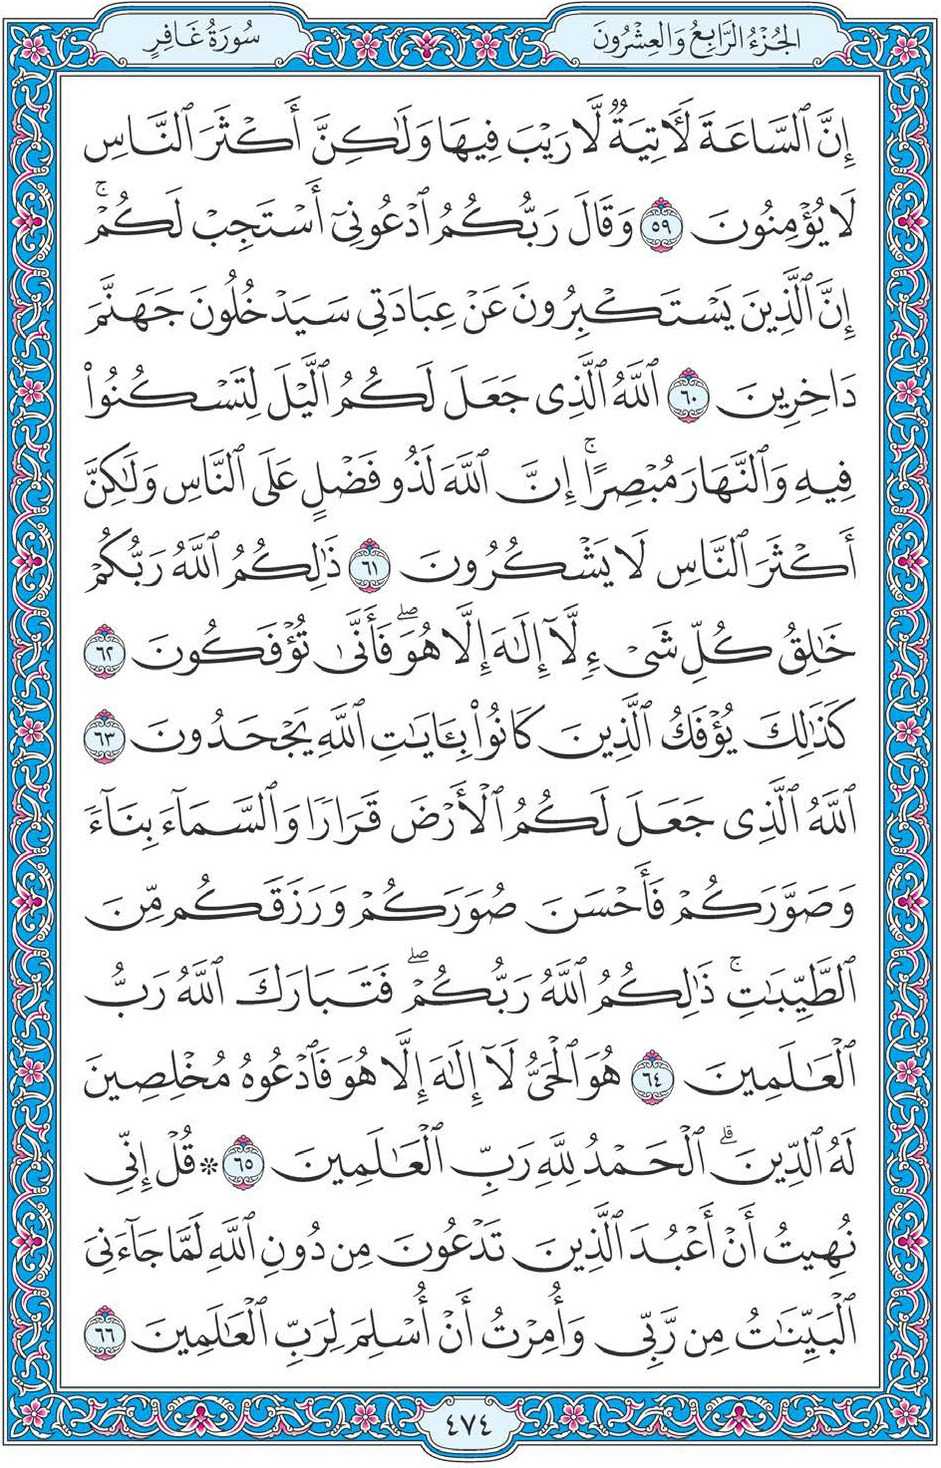 الجُزْءُ الرَّابِعُ وَالعِشْرُونَ
سُورَةُ غَافِرٍ
إِنَّ ٱلسَّاعَةَ لَأٓتِيَةٌ لَّا رَيْبَ فِيهَا وَلَٰكِنَّ أَكْثَرَ ٱلنَّاسِ
لَا يُؤْمِنُونَ ٥٩ وَقَالَ رَبُّكُمُ ٱدْعُونِىٓ أَسْتَجِبْ لَكُمْ ۚ
إِنَّ ٱلَّذِينَ يَسْتَكْبِرُونَ عَنْ عِبَادَتِى سَيَدْخُلُونَ جَهَنَّمَ
دَاخِرِينَ ٦٠ ٱللَّهُ ٱلَّذِى جَعَلَ لَكُمُ ٱلَّيْلَ لِتَسْكُنُوا۟
فِيهِ وَٱلنَّهَارَ مُبْصِرًا ۚ إِنَّ ٱللَّهَ لَذُو فَضْلٍ عَلَى ٱلنَّاسِ وَلَٰكِنَّ
أَكْثَرَ ٱلنَّاسِ لَا يَشْكُرُونَ ٦١ ذَٰلِكُمُ ٱللَّهُ رَبُّكُمْ
خَٰلِقُ كُلِّ شَىْءٍ لَّآ إِلَٰهَ إِلَّا هُوَ ۖ فَأَنَّىٰ تُؤْفَكُونَ ٦٢
كَذَٰلِكَ يُؤْفَكُ ٱلَّذِينَ كَانُوا۟ بِـَٔايَٰتِ ٱللَّهِ يَجْحَدُونَ ٦٣
ٱللَّهُ ٱلَّذِى جَعَلَ لَكُمُ ٱلْأَرْضَ قَرَارًا وَٱلسَّمَآءَ بِنَآءً
وَصَوَّرَكُمْ فَأَحْسَنَ صُوَرَكُمْ وَرَزَقَكُم مِّنَ
ٱلطَّيِّبَٰتِ ۚ ذَٰلِكُمُ ٱللَّهُ رَبُّكُمْ ۖ فَتَبَارَكَ ٱللَّهُ رَبُّ
ٱلْعَٰلَمِينَ ٦٤ هُوَ ٱلْحَىُّ لَآ إِلَٰهَ إِلَّا هُوَ فَٱدْعُوهُ مُخْلِصِينَ
لَهُ ٱلدِّينَ ۗ ٱلْحَمْدُ لِلَّهِ رَبِّ ٱلْعَٰلَمِينَ ٦٥ * قُلْ إِنِّى
نُهِيتُ أَنْ أَعْبُدَ ٱلَّذِينَ تَدْعُونَ مِن دُونِ ٱللَّهِ لَمَّا جَآءَنِىَ
ٱلْبَيِّنَٰتُ مِن رَّبِّى وَأُمِرْتُ أَنْ أُسْلِمَ لِرَبِّ ٱلْعَٰلَمِينَ ٦٦
٤٧٤